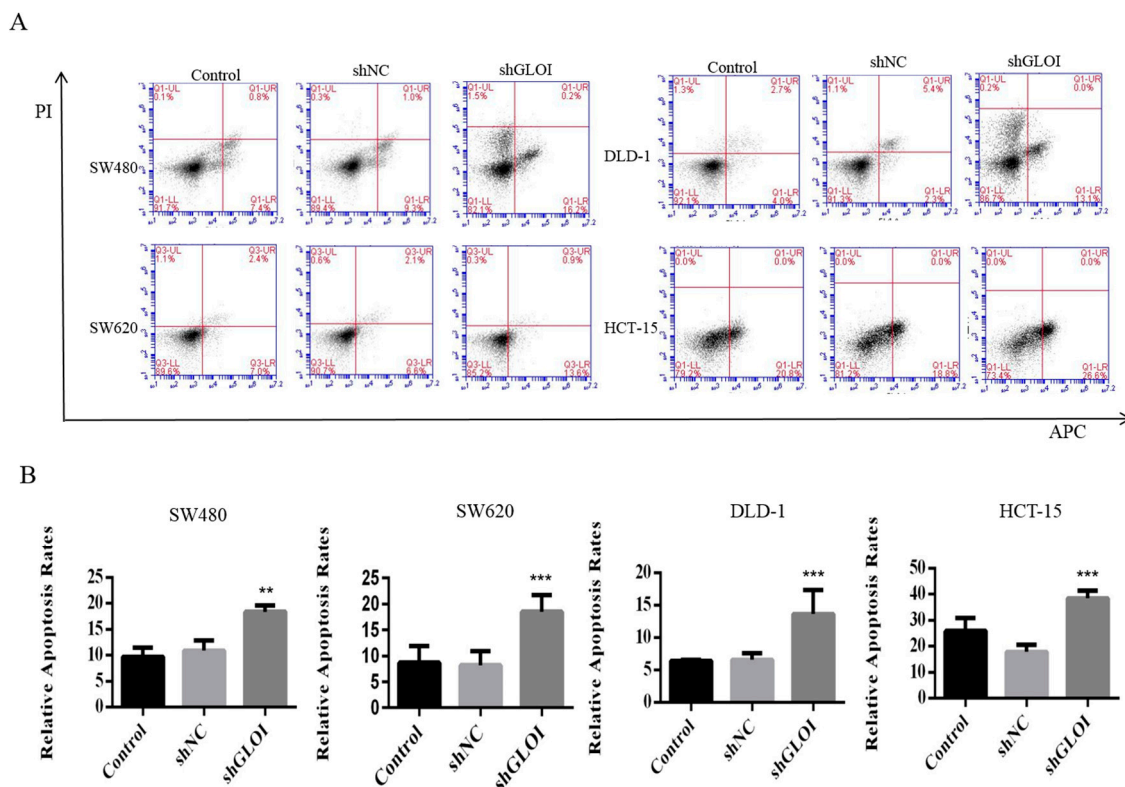 A
Control shNC shGLOI Control shNC shGLOI
PI
SW480
Q1-UL Q1-UR
0.1% 0.8%
Q1-LL Q1-LR
91.7% 7.4%
Q1-UL Q1-UR
0.3% 1.0%
Q1-LL Q1-LR
89.4% 9.3%
Q1-UL Q1-UR
1.5% 0.2%
Q1-LL Q1-LR
82.1% 16.2%
DLD-1
Q1-UL Q1-UR
1.3% 2.7%
Q1-LL Q1-LR
92.1% 4.0%
Q1-UL Q1-UR
1.1% 5.4%
Q1-LL Q1-LR
91.3% 2.3%
Q1-UL Q1-UR
0.2% 0.0%
Q1-LL Q1-LR
86.7% 13.1%
SW620
Q3-UL Q3-UR
1.1% 2.4%
Q3-LL Q3-LR
89.6% 7.0%
Q3-UL Q3-UR
0.6% 2.1%
Q3-LL Q3-LR
90.7% 6.6%
Q3-UL Q3-UR
0.3% 0.9%
Q3-LL Q3-LR
85.2% 13.6%
HCT-15
Q1-UL Q1-UR
0.0% 0.0%
Q1-LL Q1-LR
79.2% 20.8%
Q1-UL Q1-UR
0.0% 0.0%
Q1-LL Q1-LR
81.2% 18.8%
Q1-UL Q1-UR
0.0% 0.0%
Q1-LL Q1-LR
73.4% 26.6%
APC
B
SW480
Relative Apoptosis Rates
25
20
15
10
5
0
**
Control shNC shGLOI
SW620
Relative Apoptosis Rates
25
20
15
10
5
0
***
Control shNC shGLOI
DLD-1
Relative Apoptosis Rates
20
15
10
5
0
***
Control shNC shGLOI
HCT-15
Relative Apoptosis Rates
50
40
30
20
10
0
***
Control shNC shGLOI